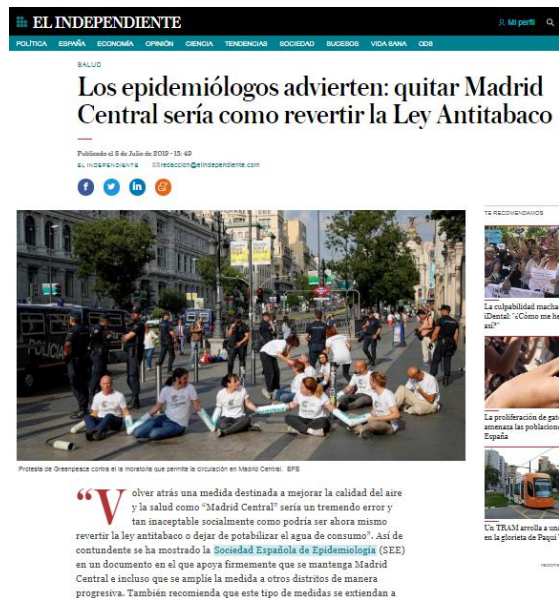 EL INDEPENDIENTE
Mi perfil
POLÍTICA ESPAÑA ECONOMÍA OPINIÓN CIENCIA TENDENCIAS SOCIEDAD SUCESOS VIDA SANA ODS
SALUD
Los epidemiólogos advierten: quitar Madrid
Central sería como revertir la Ley Antitabaco
Publicado el 8 de Julio de 2019 - 15:49
EL INDEPENDIENTE redaccion@elindependiente.com
TE RECOMENDAMOS
La culpabilidad macha
iDental: "¿Cómo me he
así?"
POLICIA
La proliferación de gat
amenaza las poblacione
España
Protesta de Greenpeace contra el la moratoria que permite la circulación en Madrid Central. EFE
Un TRAM arrolla a una
en la glorieta de Paqui
recome
“Volver atrás una medida destinada a mejorar la calidad del aire
y la salud como “Madrid Central” sería un tremendo error y
tan inaceptable socialmente como podría ser ahora mismo
revertir la ley antitabaco o dejar de potabilizar el agua de consumo”. Así de
contundente se ha mostrado la Sociedad Española de Epidemiología (SEE)
en un documento en el que apoya firmemente que se mantenga Madrid
Central e incluso que se amplíe la medida a otros distritos de manera
progresiva. También recomienda que este tipo de medidas se extiendan a